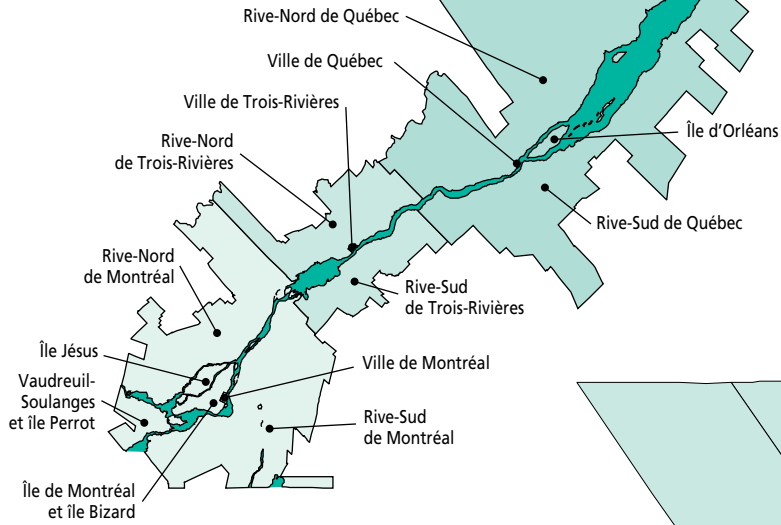 Rive-Nord de Québec
Ville de Québec
Ville de Trois-Rivières
Île d'Orléans
Rive-Nord
de Trois-Rivières
Rive-Sud de Québec
Rive-Nord
de Montréal
Rive-Sud
de Trois-Rivières
Île Jésus
Ville de Montréal
Vaudreuil-
Soulanges
et île Perrot
Rive-Sud
de Montréal
Île de Montréal
et île Bizard